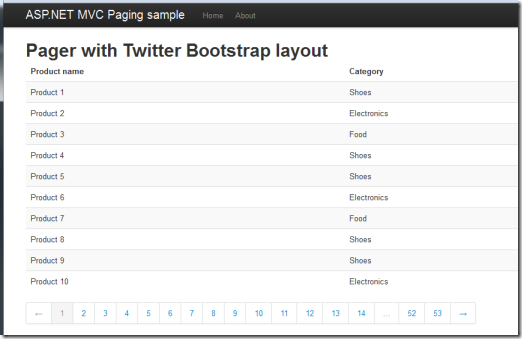 ASP.NET MVC Paging sample Home About
Pager with Twitter Bootstrap layout
Product name Category
Product 1 Shoes
Product 2 Electronics
Product 3 Food
Product 4 Shoes
Product 5 Shoes
Product 6 Electronics
Product 7 Food
Product 8 Shoes
Product 9 Shoes
Product 10 Electronics
← 1 2 3 4 5 6 7 8 9 10 11 12 13 14 ... 52 53 →